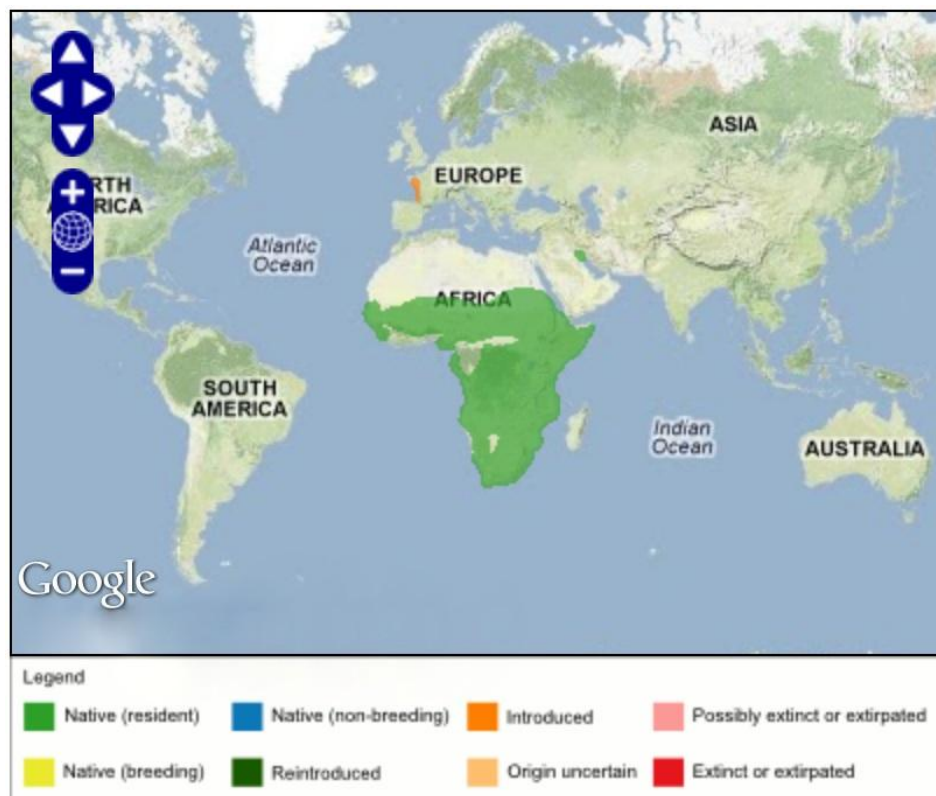 ASIA
EUROPE
RTH
A RICA
Atlantic
Ocean
AFRICA
SOUTH
AMERICA
Indian
Ocean
AUSTRALIA
Google
Legend
Native (resident) Native (non-breeding) Introduced Possibly extinct or extirpated
Native (breeding) Reintroduced Origin uncertain Extinct or extirpated